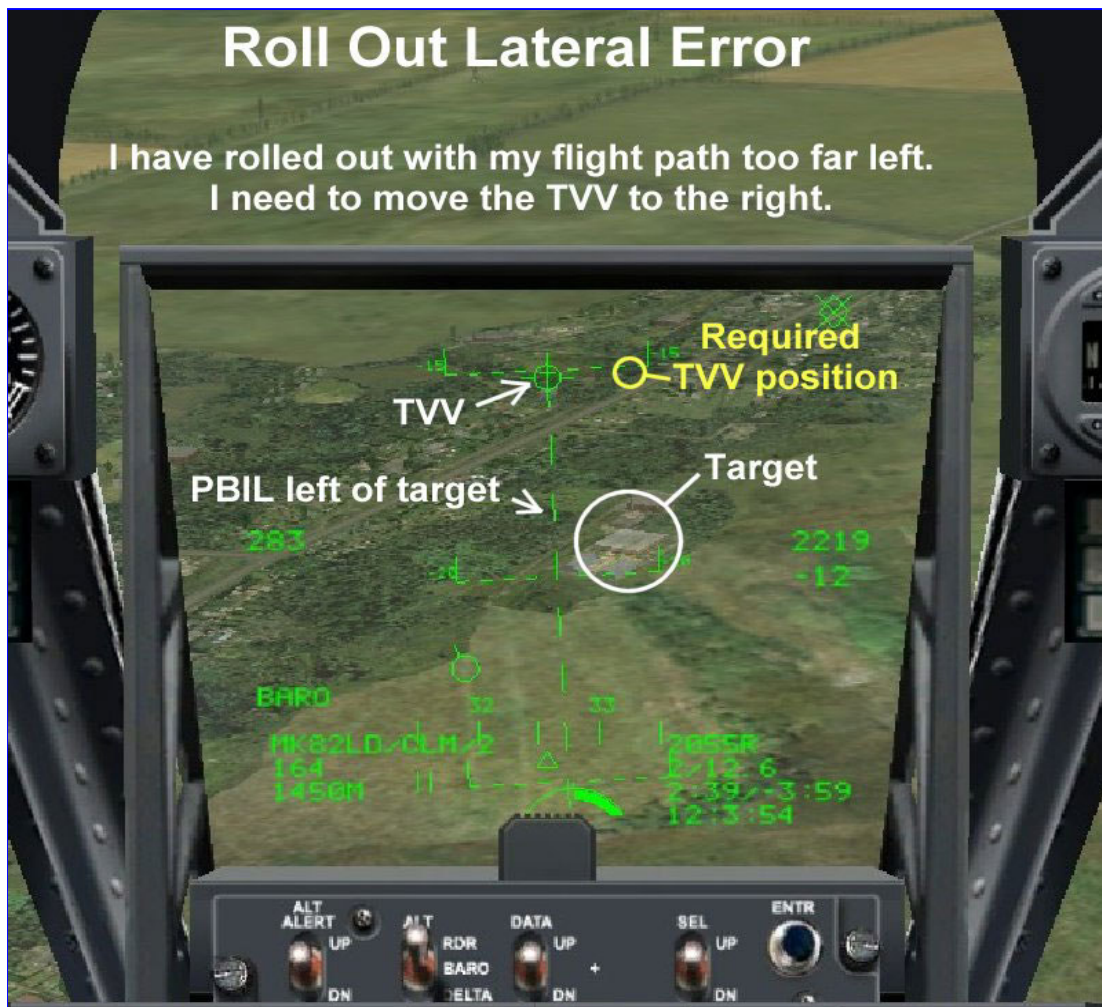 Roll Out Lateral Error
I have rolled out with my flight path too far left.
I need to move the TVV to the right.
Required
TVV position
15
15
TVV
Target
PBIL left of target
283
2219
-12
BARO
32
33
MK82LD/CLM/2
164
1450M
2055R
2/12.6
2:39/-3:59
12:3:54
ALT
ALERT
UP
DN
ALT
RDR
BARO
DELTA
DATA
UP
+
DN
SEL
UP
DN
ENTR